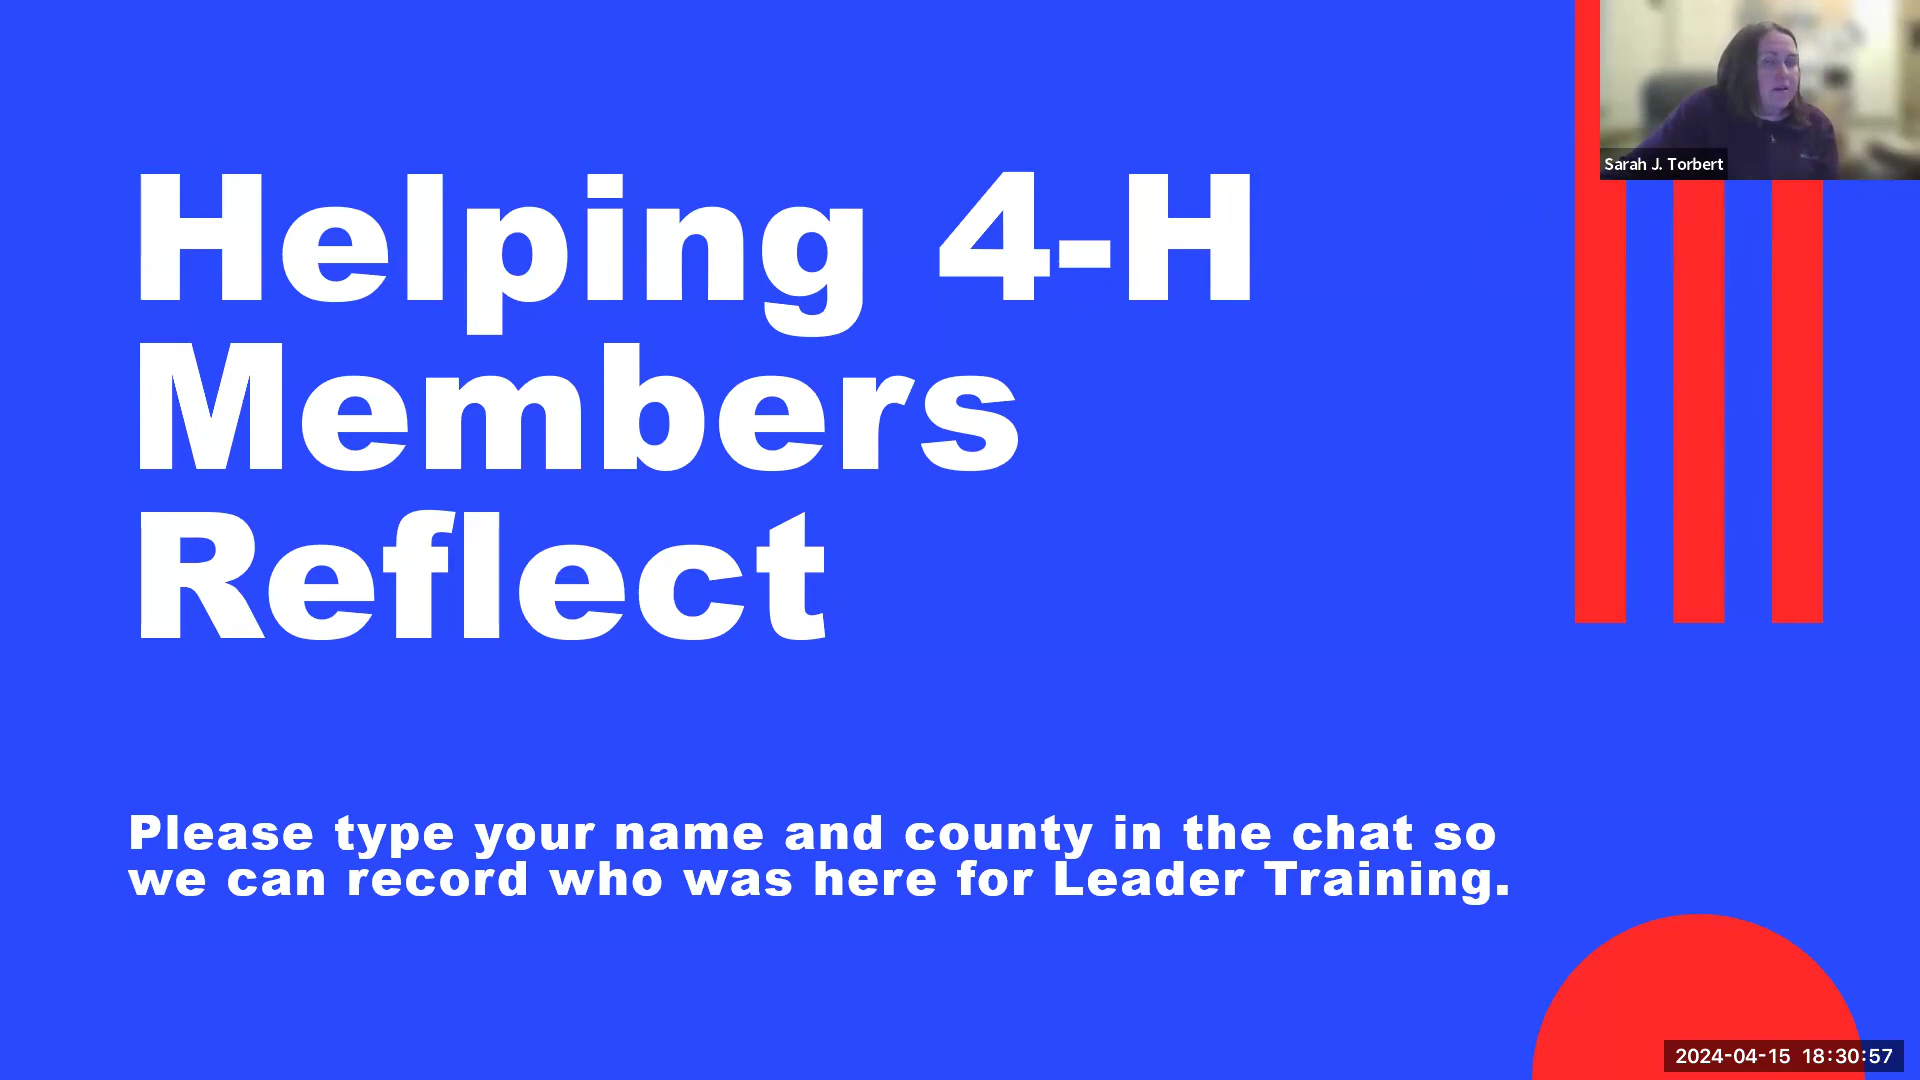 Sarah J. Torbert
Helping 4-H
Members
Reflect
Please type your name and county in the chat so
we can record who was here for Leader Training.
2024-04-15 18:30:57